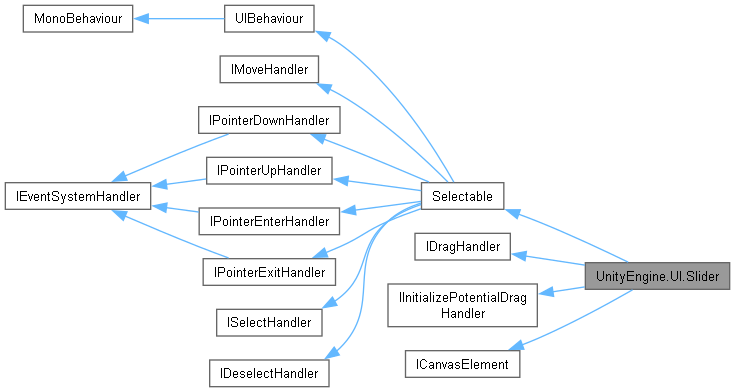 MonoBehaviour
UIBehaviour
IMoveHandler
IPointerDownHandler
IPointerUpHandler
IEventSystemHandler
Selectable
IPointerEnterHandler
IDragHandler
IPointerExitHandler
UnityEngine.UI.Slider
IInitializePotentialDrag
Handler
ISelectHandler
ICanvasElement
IDeselectHandler